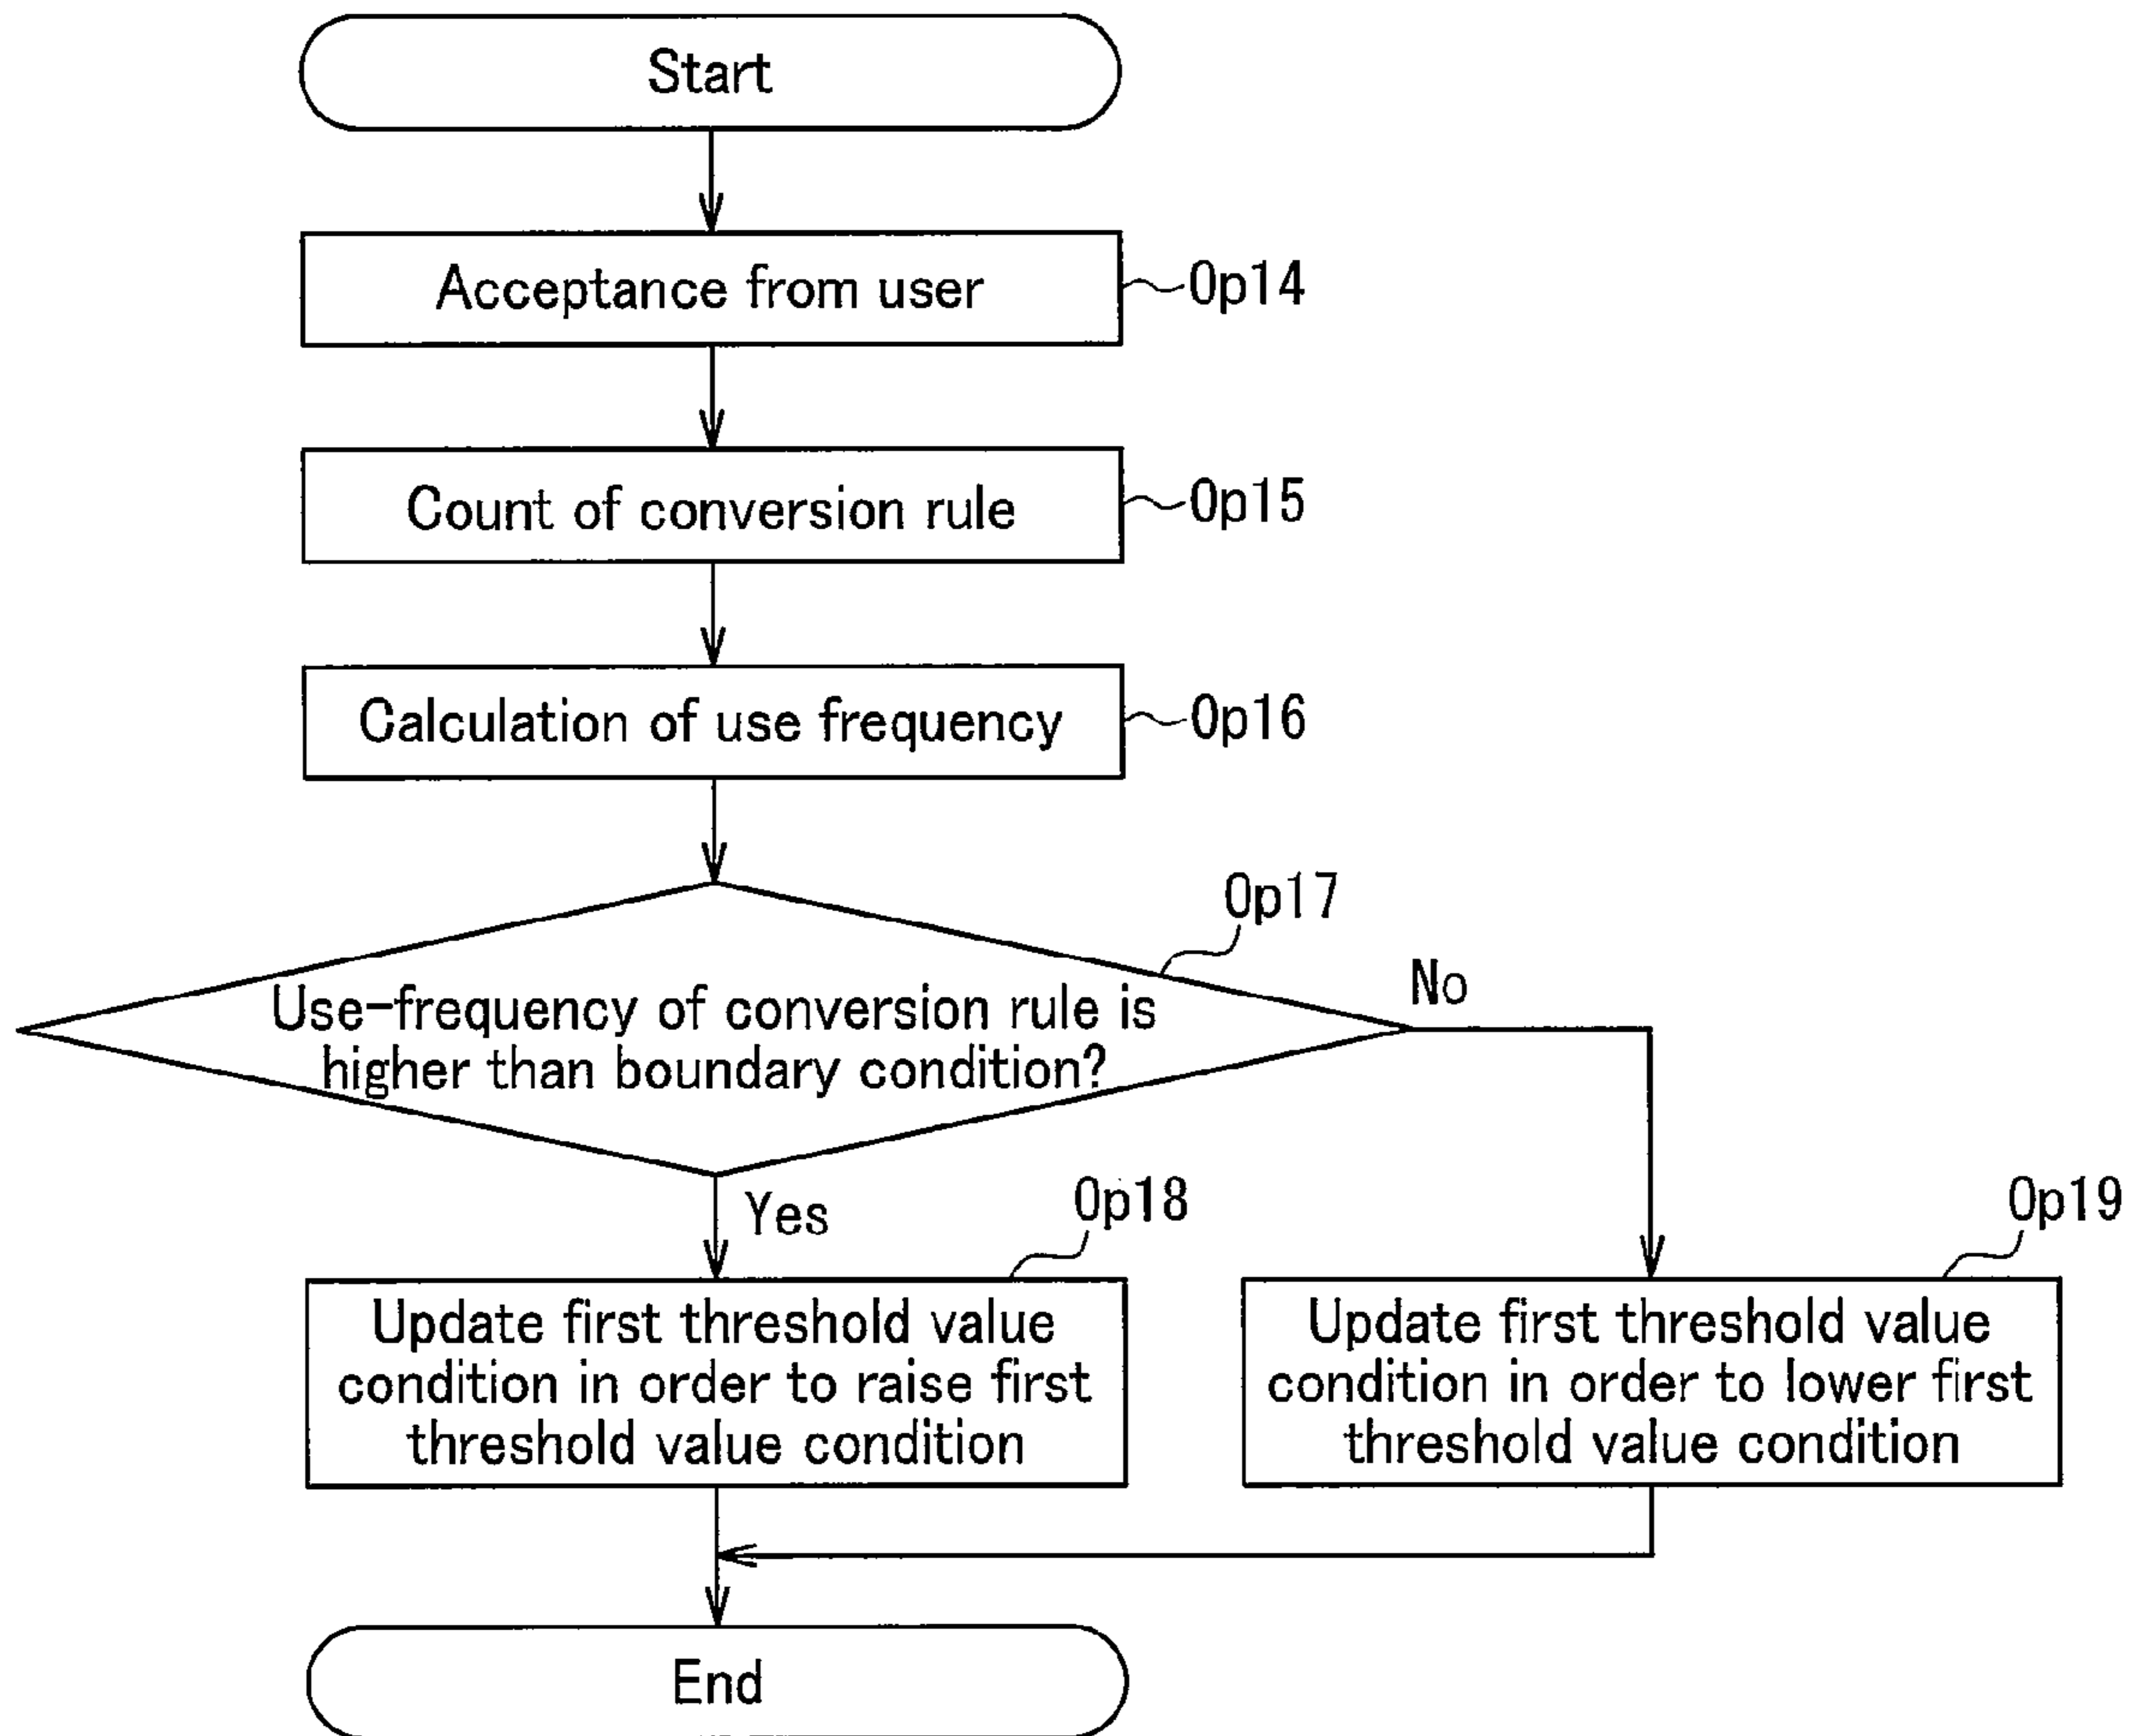 Start
Acceptance from user
Op14
Count of conversion rule
Op15
Calculation of use frequency
Op16
Op17
Use-frequency of conversion rule is
higher than boundary condition?
No
Yes
Op18
Update first threshold value
condition in order to raise first
threshold value condition
Op19
Update first threshold value
condition in order to lower first
threshold value condition
End